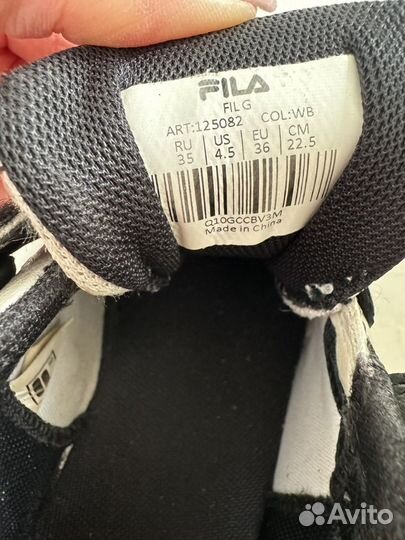 FILA
FIL G
ART:125082 COL:WB
RU US EU CM
35 4.5 36 22.5
Q10GCCBV3M
Made in China
Avito